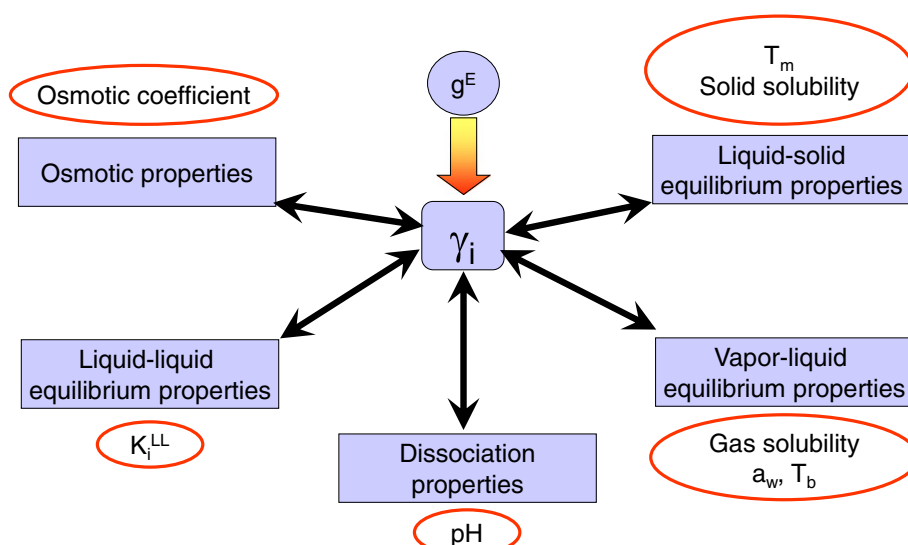 Osmotic coefficient
g^E
T_m
Solid solubility
Osmotic properties
Liquid-solid
equilibrium properties
γ_i
Liquid-liquid
equilibrium properties
Vapor-liquid
equilibrium properties
K_i^LL
Dissociation
properties
Gas solubility
a_w, T_b
pH